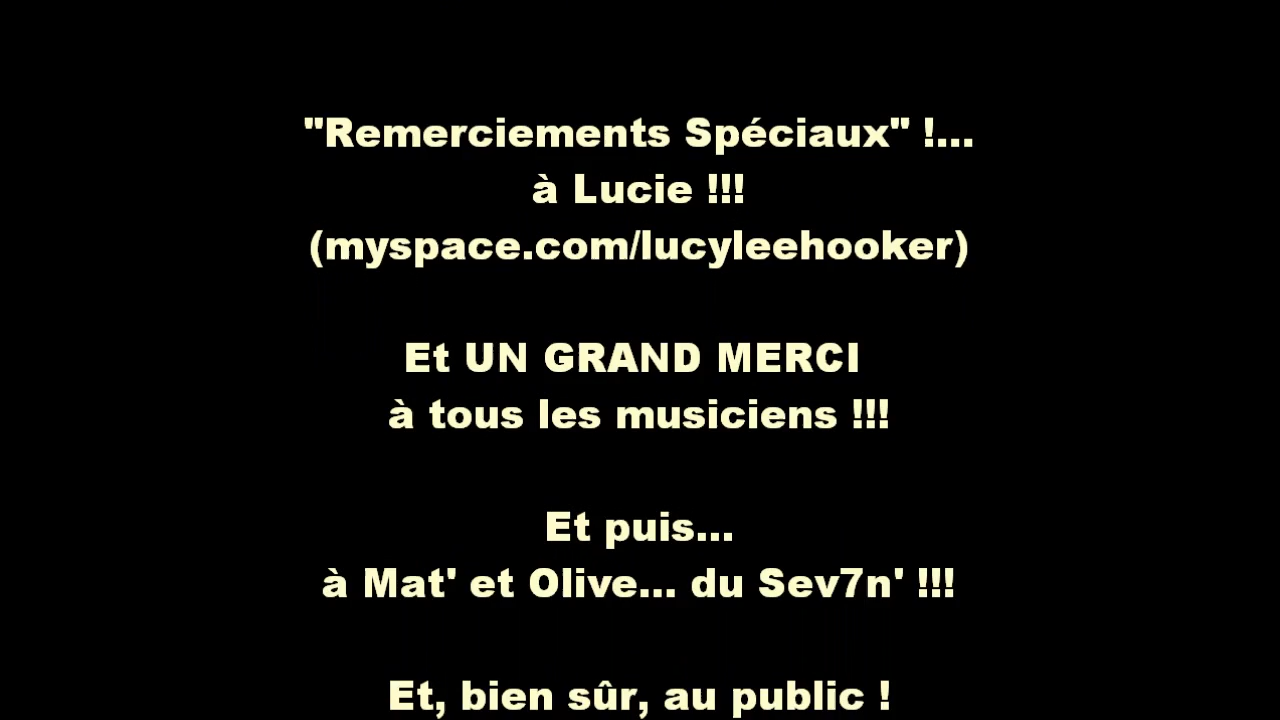 "Remerciements Spéciaux" !...
à Lucie !!!
(myspace.com/lucyleehooker)
Et UN GRAND MERCI
à tous les musiciens !!!
Et puis...
à Mat' et Olive... du Sev7n' !!!
Et, bien sûr, au public !